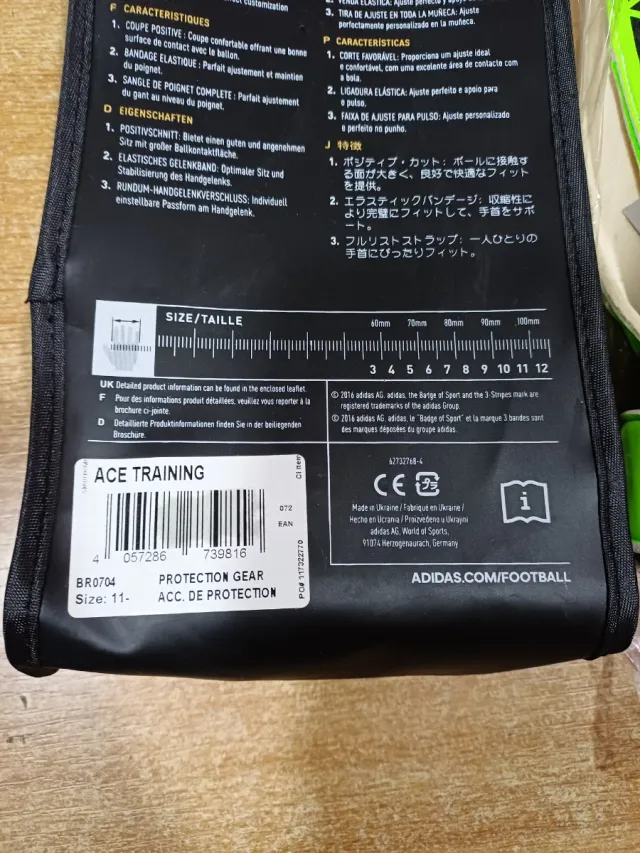 ct customization
F CARACTERISTIQUES
1. COUPE POSITIVE : Coupe confortable offrant une bonne
surface de contact avec le ballon.
2. BANDAGE ELASTIQUE : Parfait ajustement et maintien
du poignet.
3. SANGLE DE POIGNET COMPLETE : Parfait ajustement
du gant au niveau du poignet.
D EIGENSCHAFTEN
1. POSITIVSCHNITT: Bietet einen guten und angenehmen
Sitz mit großer Ballkontaktfläche.
2. ELASTISCHES GELENKBAND: Optimaler Sitz und
Stabilisierung des Handgelenks.
3. RUNDUM-HANDGELENKVERSCHLUSS: Individuell
einstellbare Passform am Handgelenk.
2. VENDA ELÁSTICA: Ajuste perfecto y apoyo
3. TIRA DE AJUSTE EN TODA LA MUÑECA: Ajuste
perfectamente personalizado en la muñeca.
P CARACTERÍSTICAS
1. CORTE FAVORÁVEL: Proporciona um ajuste ideal
e confortável, com uma excelente área de contacto com
a bola.
2. LIGADURA ELÁSTICA: Ajuste perfeito e apoio para
o pulso.
3. FAIXA DE AJUSTE PARA PULSO: Ajuste personalizado
e perfeito no punho.
J 特徴
1. ポジティブ・カット: ボールに接触す
る面が大きく、良好で快適なフィット
を提供。
2. エラスティックバンデージ: 収縮性に
より完璧にフィットして、手首をサポ
ート。
3. フルリストストラップ: 一人ひとりの
手首にぴったりフィット。
SIZE/TAILLE
60mm 70mm 80mm 90mm 100mm
3 4 5 6 7 8 9 10 11 12
UK Detailed product information can be found in the enclosed leaflet.
F Pour des informations produit détaillées, veuillez vous reporter à la
brochure ci-jointe.
D Detaillierte Produktinformationen finden Sie in der beiliegenden
Broschüre.
© 2016 adidas AG. adidas, the Badge of Sport and the 3-Stripes mark are
registered trademarks of the adidas Group.
© 2016 adidas AG. adidas, le "Badge of Sport" et la marque 3 bandes sont
des marques déposées du groupe adidas.
62732768-4
CE
Made in Ukraine / Fabriqué en Ukraine /
Hecho en Ucrania / Proizvedeno u Ukrajini
adidas AG, World of Sports,
91074 Herzogenaurach, Germany
i
ADIDAS.COM/FOOTBALL
ACE TRAINING
072
EAN
4 057286 739816
BR0704 PROTECTION GEAR
Size: 11- ACC. DE PROTECTION
PO# 117322770